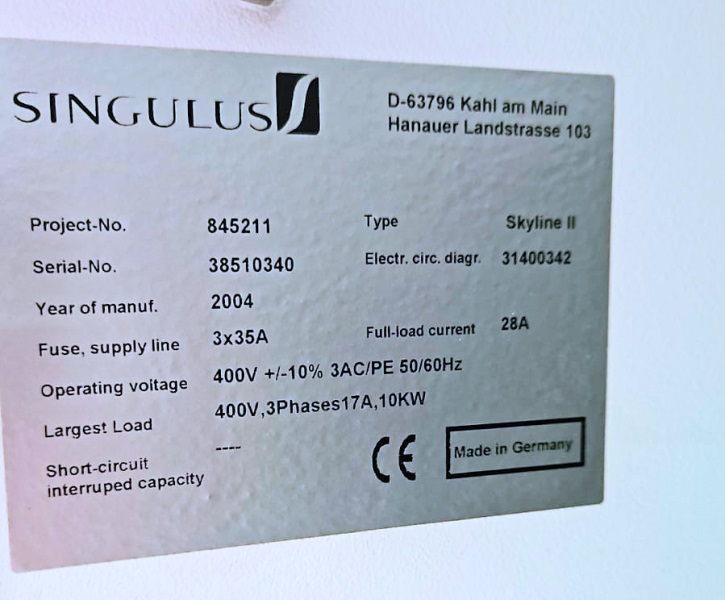 SINGULUS
D-63796 Kahl am Main
Hanauer Landstrasse 103
Project-No. 845211 Type Skyline II
Serial-No. 38510340 Electr. circ. diagr. 31400342
Year of manuf. 2004
Fuse, supply line 3x35A Full-load current 28A
Operating voitage 400V +/-10% 3AC/PE 50/60Hz
Largest Load 400V,3Phases17A,10KW
Short-circuit ----
interruped capacity
CE Made in Germany